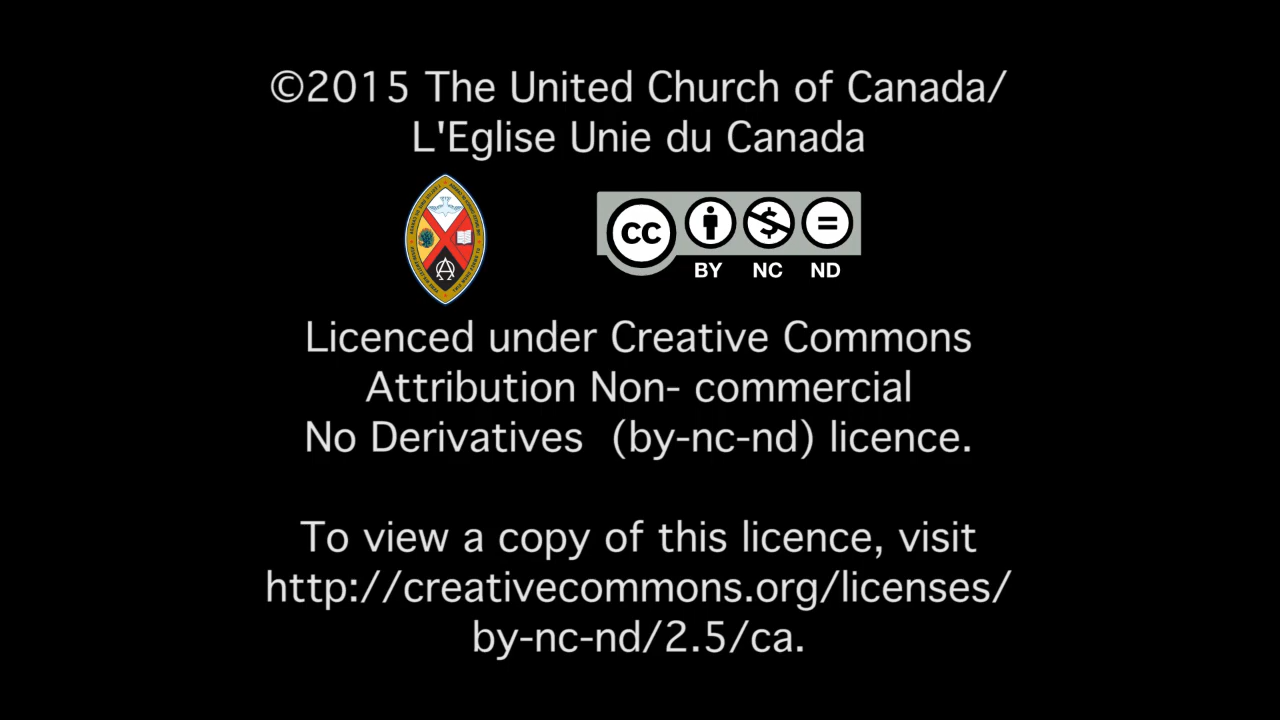 ©2015 The United Church of Canada/
L'Eglise Unie du Canada
cc
BY NC ND
Licenced under Creative Commons
Attribution Non- commercial
No Derivatives (by-nc-nd) licence.
To view a copy of this licence, visit
http://creativecommons.org/licenses/
by-nc-nd/2.5/ca.